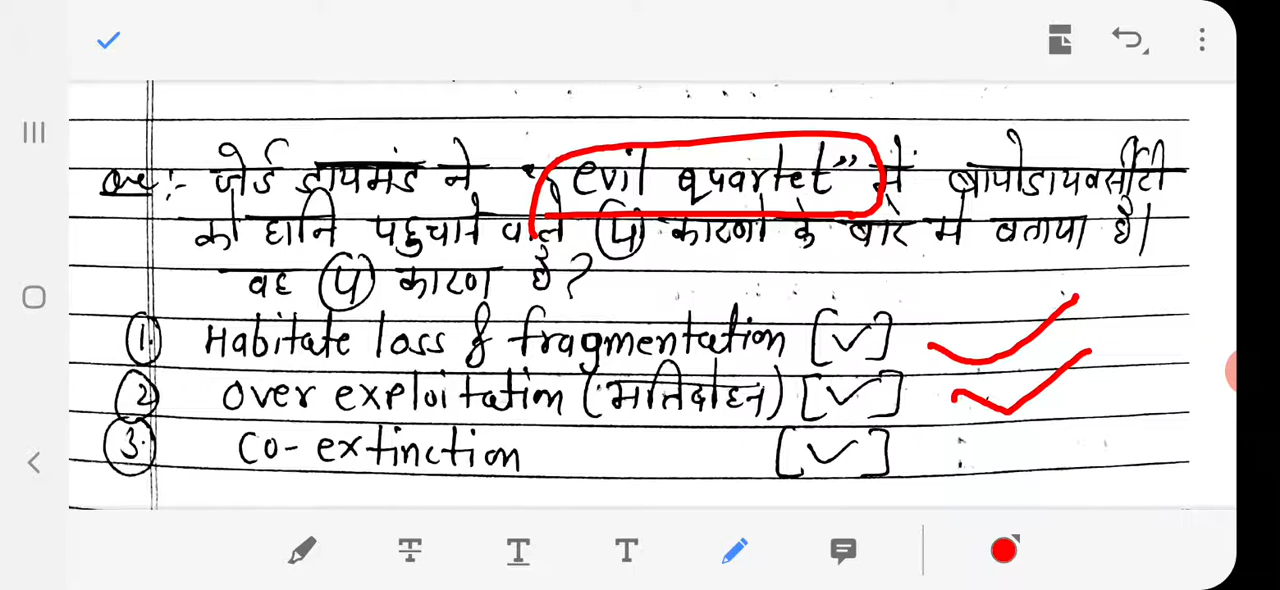 Que:- जेर्ड डायमंड ने "evil quartet" में बायोडायवर्सीटी
को हानि पहुचाने वाले (4) कारणो के बारे मे बताया है।
वह (4) कारण है?
1. Habitate loss & fragmentation [✓]
2 Over exploitation (अतिदोहन) [✓]
3. Co-extinction [✓]